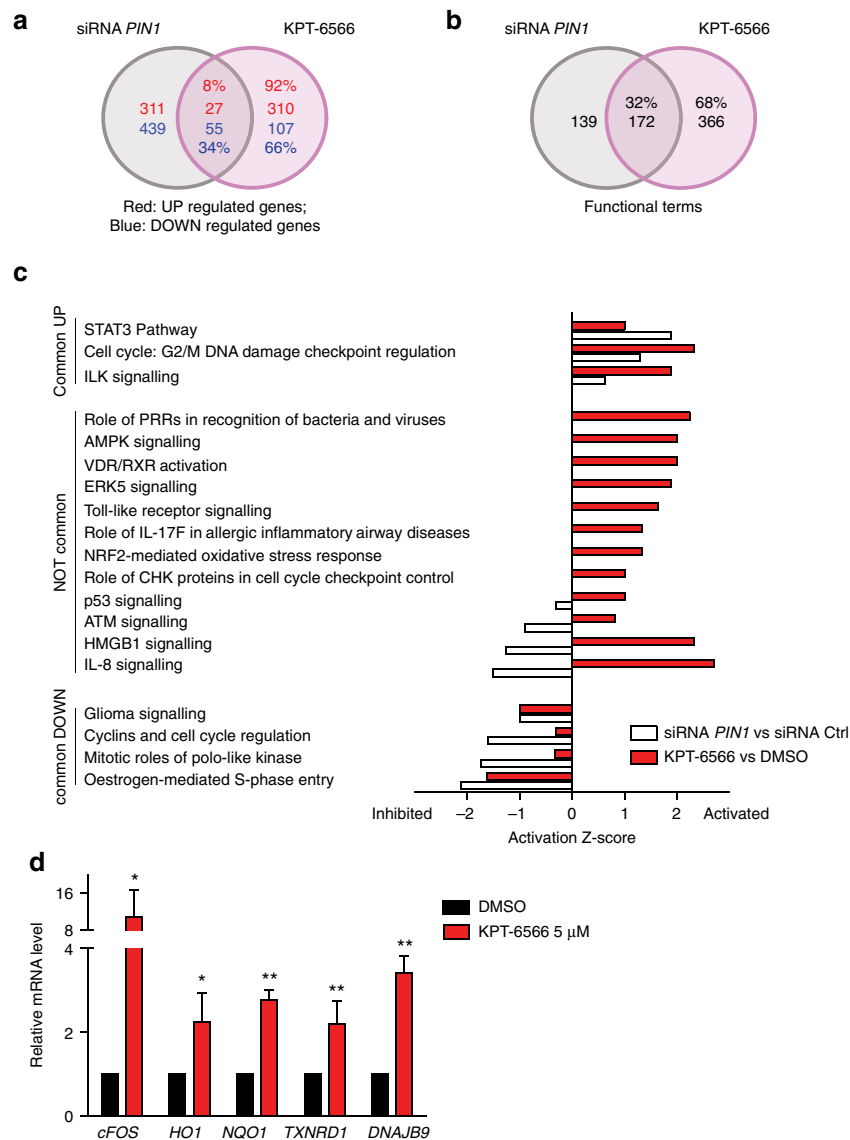 a
siRNA PIN1 KPT-6566
8% 92%
311 27 310
439 55 107
34% 66%
Red: UP regulated genes;
Blue: DOWN regulated genes
b
siRNA PIN1 KPT-6566
32% 68%
139 172 366
Functional terms
c
Common UP
STAT3 Pathway
Cell cycle: G2/M DNA damage checkpoint regulation
ILK signalling
NOT common
Role of PRRs in recognition of bacteria and viruses
AMPK signalling
VDR/RXR activation
ERK5 signalling
Toll-like receptor signalling
Role of IL-17F in allergic inflammatory airway diseases
NRF2-mediated oxidative stress response
Role of CHK proteins in cell cycle checkpoint control
p53 signalling
ATM signalling
HMGB1 signalling
IL-8 signalling
common DOWN
Glioma signalling
Cyclins and cell cycle regulation
Mitotic roles of polo-like kinase
Oestrogen-mediated S-phase entry
siRNA PIN1 vs siRNA Ctrl
KPT-6566 vs DMSO
Inhibited −2 −1 0 1 2 Activated
Activation Z-score
d
Relative mRNA level
16
8
4
2
0
* * ** ** **
cFOS HO1 NQO1 TXNRD1 DNAJB9
DMSO
KPT-6566 5 μM